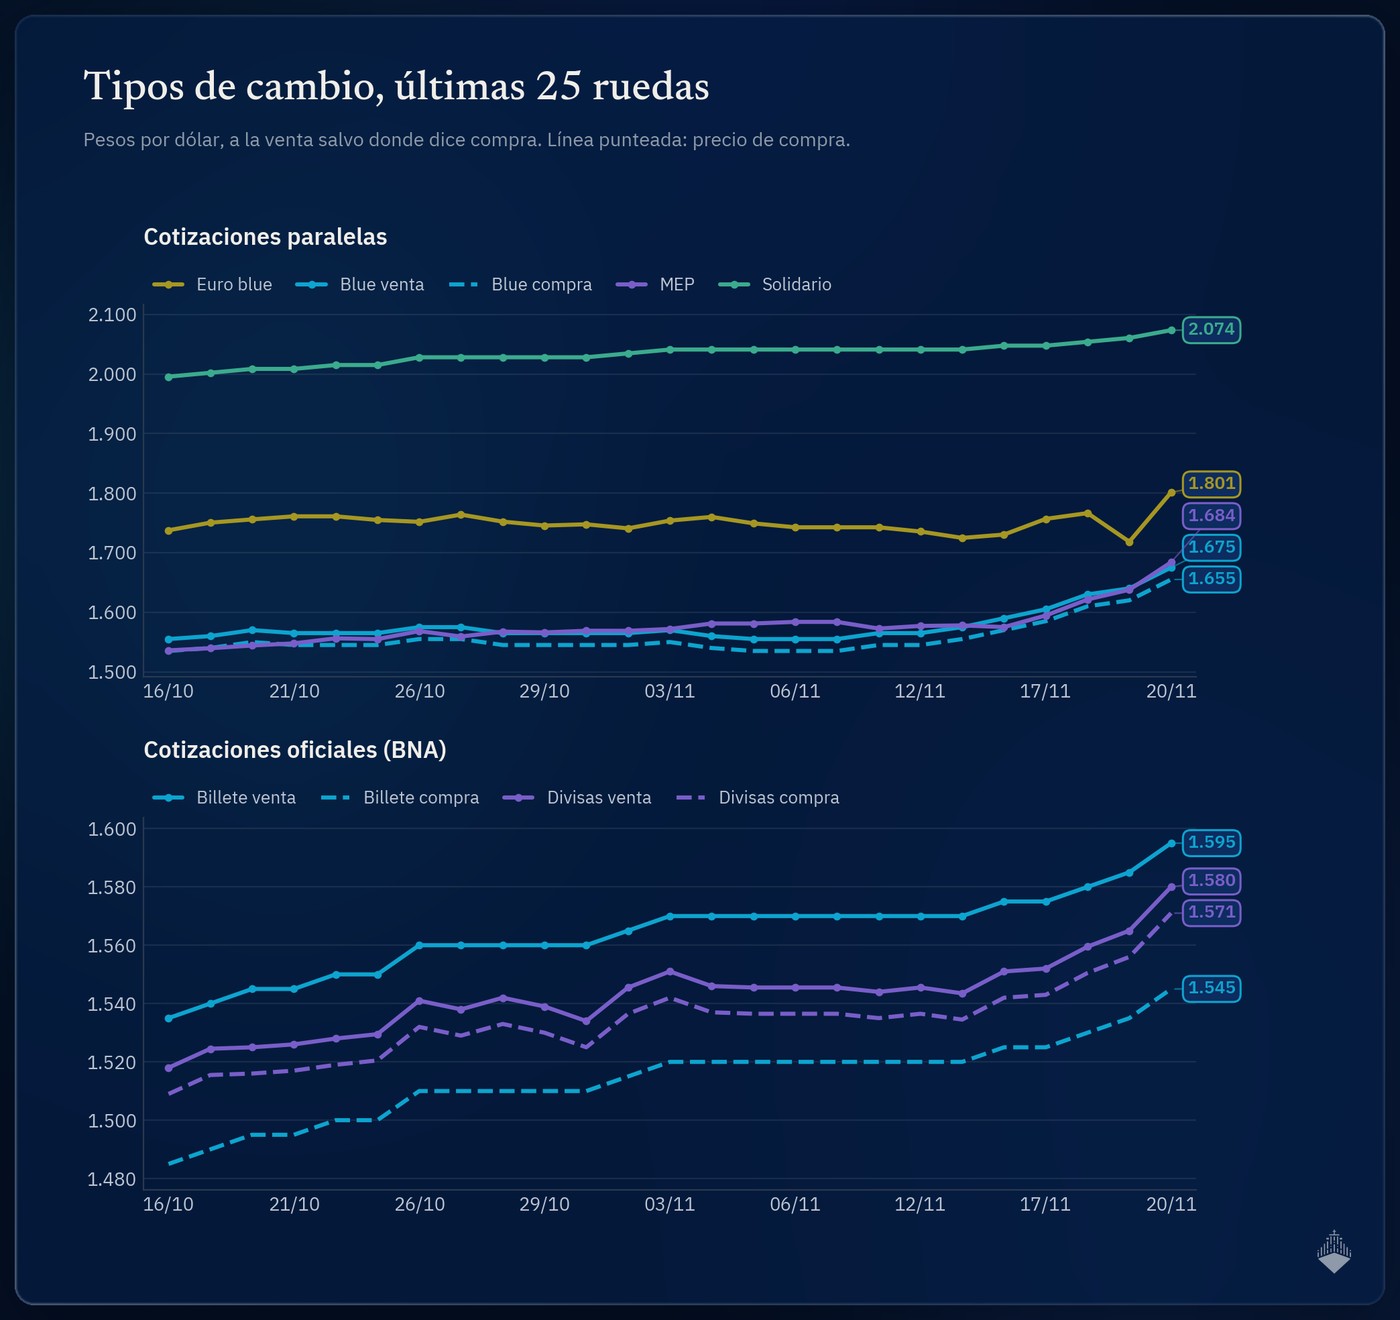 Tipos de cambio, últimas 25 ruedas
Pesos por dólar, a la venta salvo donde dice compra. Línea punteada: precio de compra.
Cotizaciones paralelas
Euro blue Blue venta Blue compra MEP Solidario
2.100
2.000
1.900
1.800
1.700
1.600
1.500
2.074
1.801
1.684
1.675
1.655
16/10 21/10 26/10 29/10 03/11 06/11 12/11 17/11 20/11
Cotizaciones oficiales (BNA)
Billete venta Billete compra Divisas venta Divisas compra
1.600
1.580
1.560
1.540
1.520
1.500
1.480
1.595
1.580
1.571
1.545
16/10 21/10 26/10 29/10 03/11 06/11 12/11 17/11 20/11